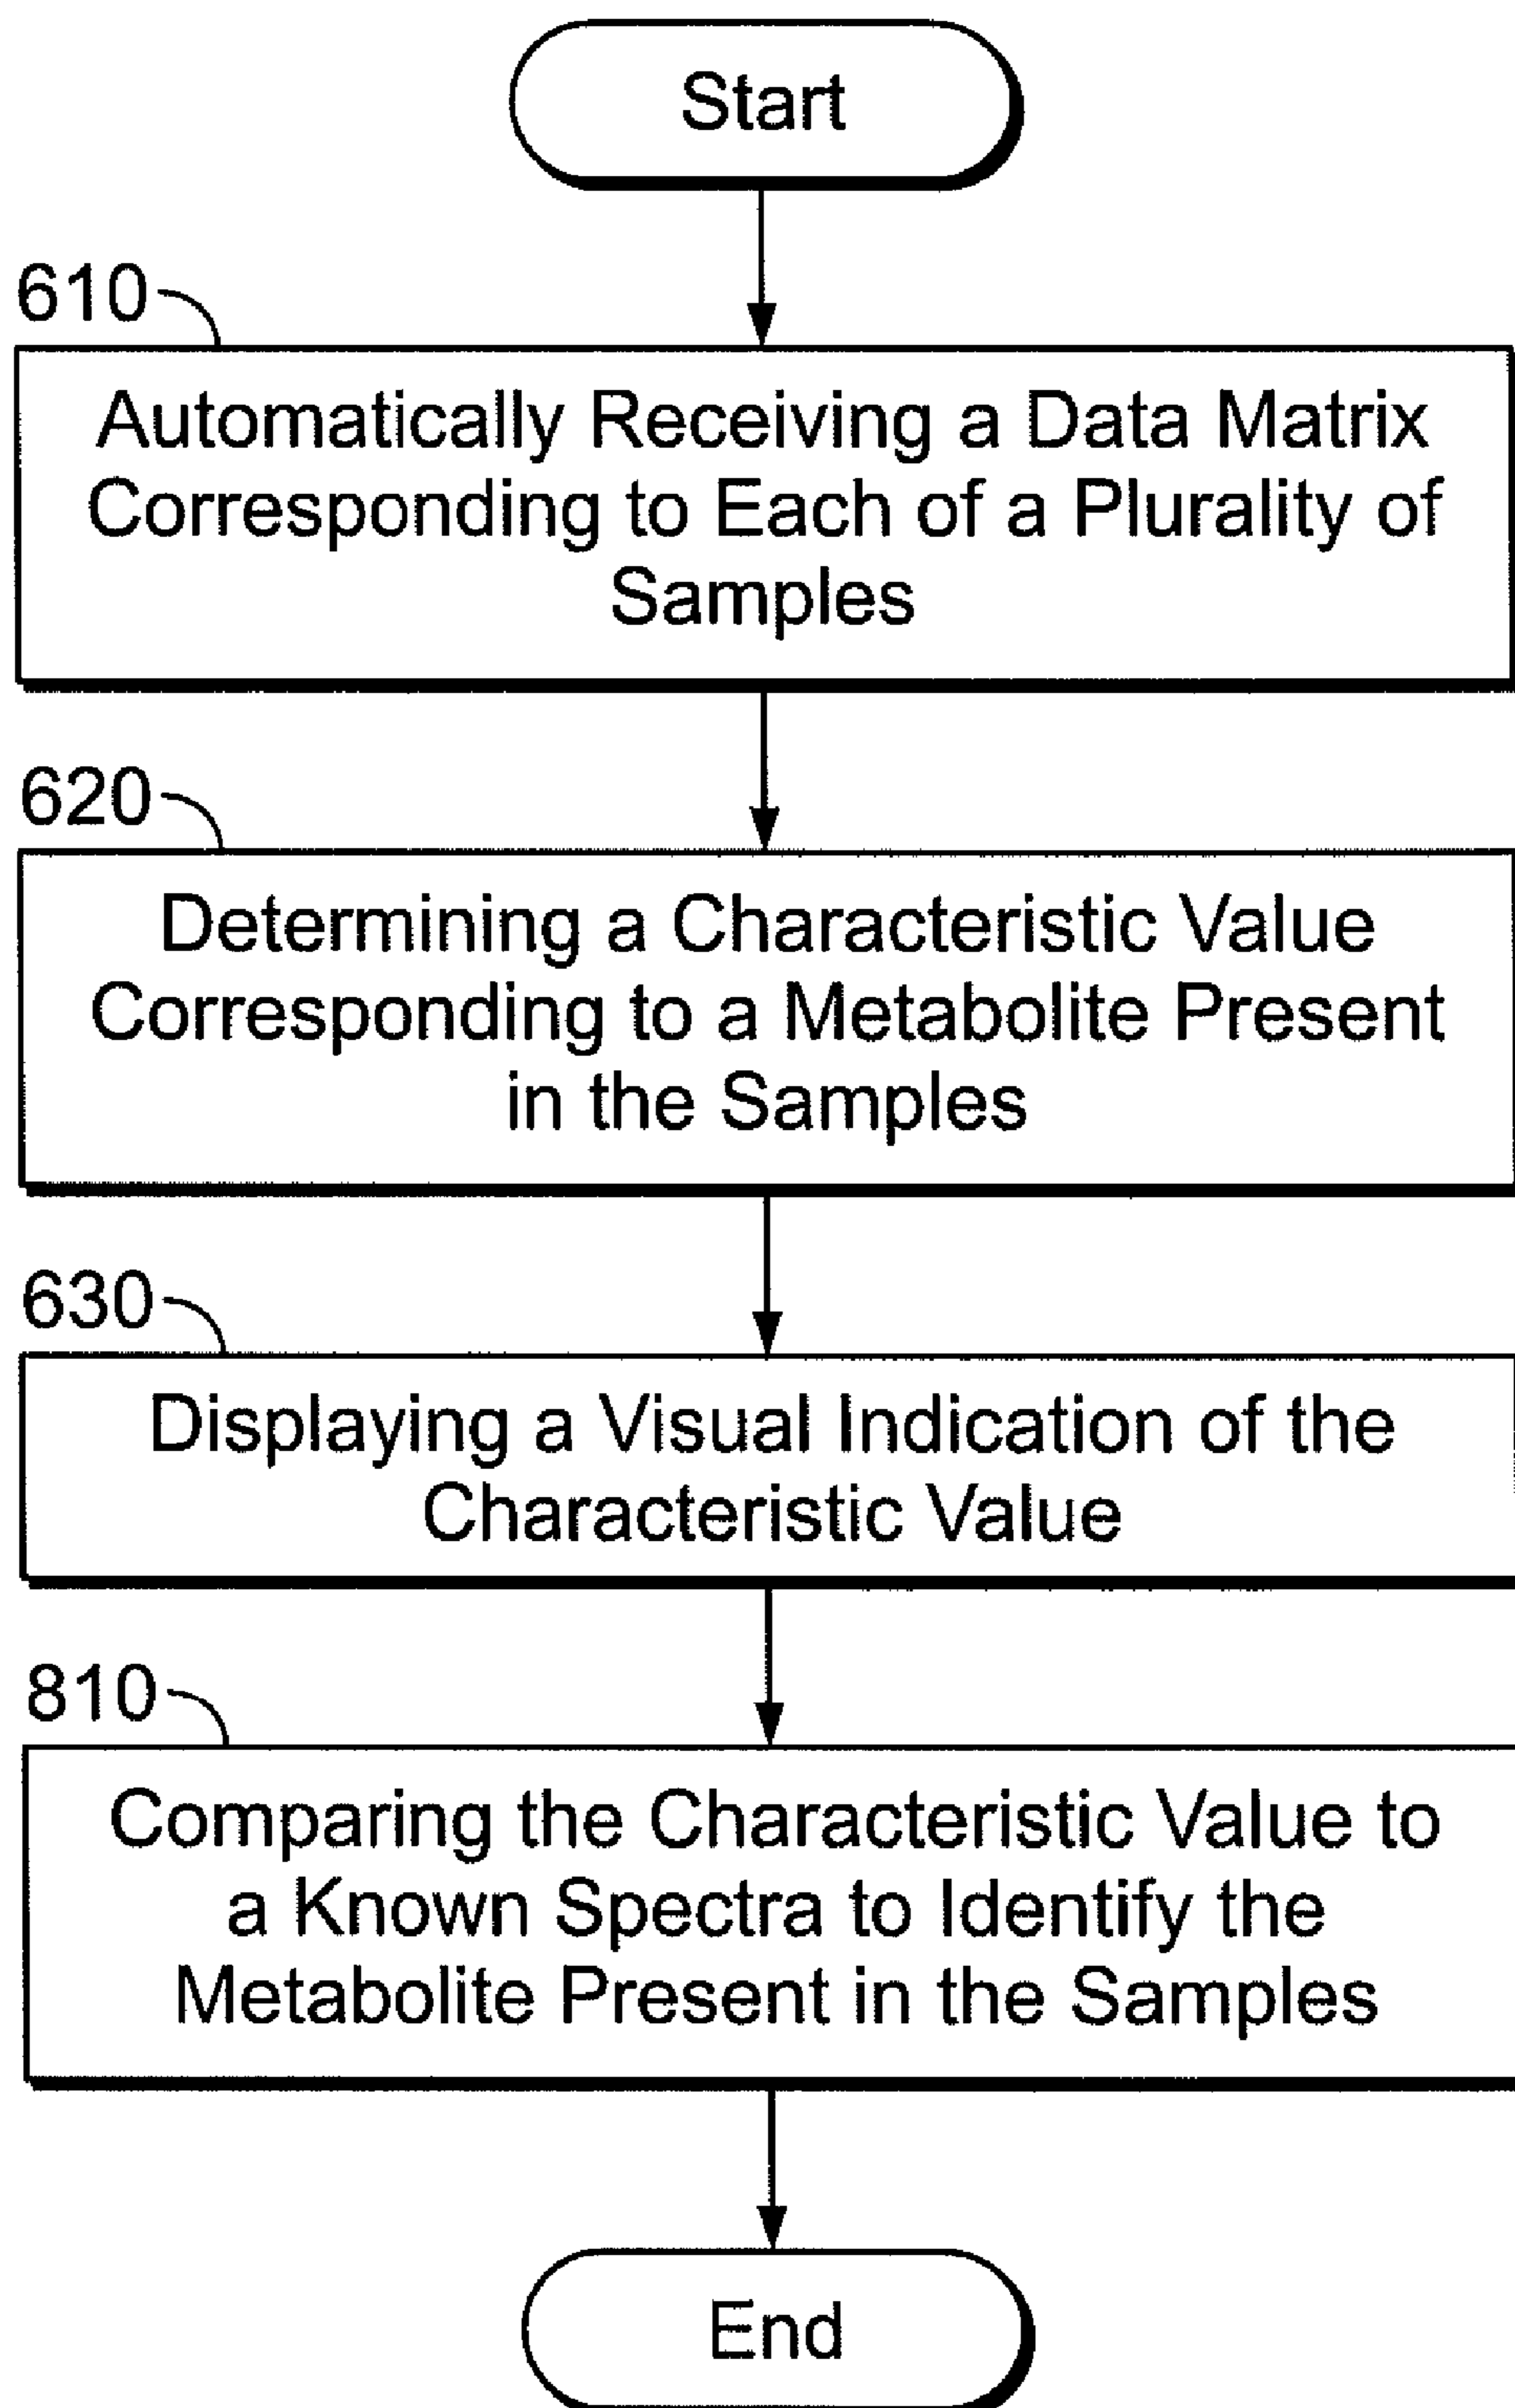 Start
610
Automatically Receiving a Data Matrix
Corresponding to Each of a Plurality of
Samples
620
Determining a Characteristic Value
Corresponding to a Metabolite Present
in the Samples
630
Displaying a Visual Indication of the
Characteristic Value
810
Comparing the Characteristic Value to
a Known Spectra to Identify the
Metabolite Present in the Samples
End